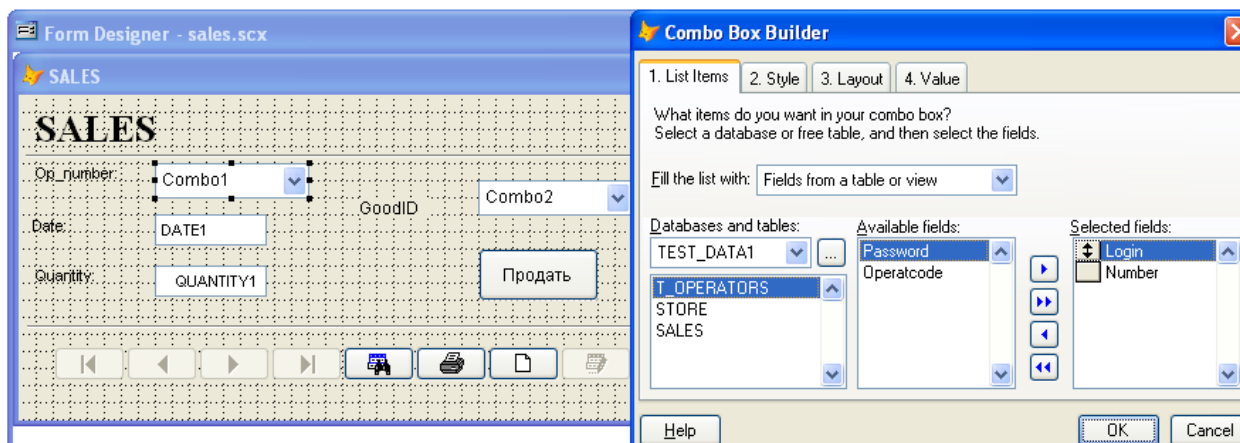 Form Designer - sales.scx
SALES
SALES
Op_number:
Combo1
GoodID
Combo2
Date:
DATE1
Quantity:
QUANTITY1
Продать
Combo Box Builder
1. List Items
2. Style
3. Layout
4. Value
What items do you want in your combo box?
Select a database or free table, and then select the fields.
Fill the list with:
Fields from a table or view
Databases and tables:
Available fields:
Selected fields:
TEST_DATA1
...
Password
Login
Operatcode
Number
T_OPERATORS
STORE
SALES
Help
OK
Cancel